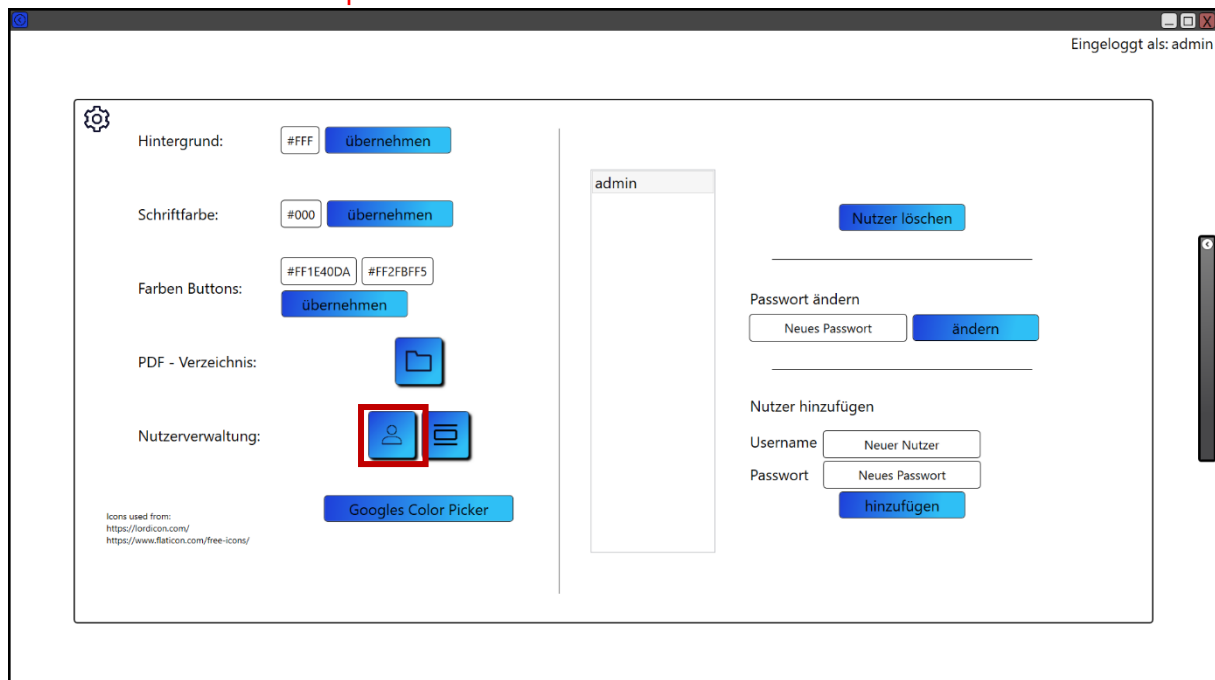 Eingeloggt als: admin
Hintergrund:
#FFF
übernehmen
Schriftfarbe:
#000
übernehmen
Farben Buttons:
#FF1E40DA
#FF2FBFF5
übernehmen
PDF - Verzeichnis:
Nutzerverwaltung:
Googles Color Picker
Icons used from:
https://lordicon.com/
https://www.flaticon.com/free-icons/
admin
Nutzer löschen
Passwort ändern
Neues Passwort
ändern
Nutzer hinzufügen
Username
Neuer Nutzer
Passwort
Neues Passwort
hinzufügen